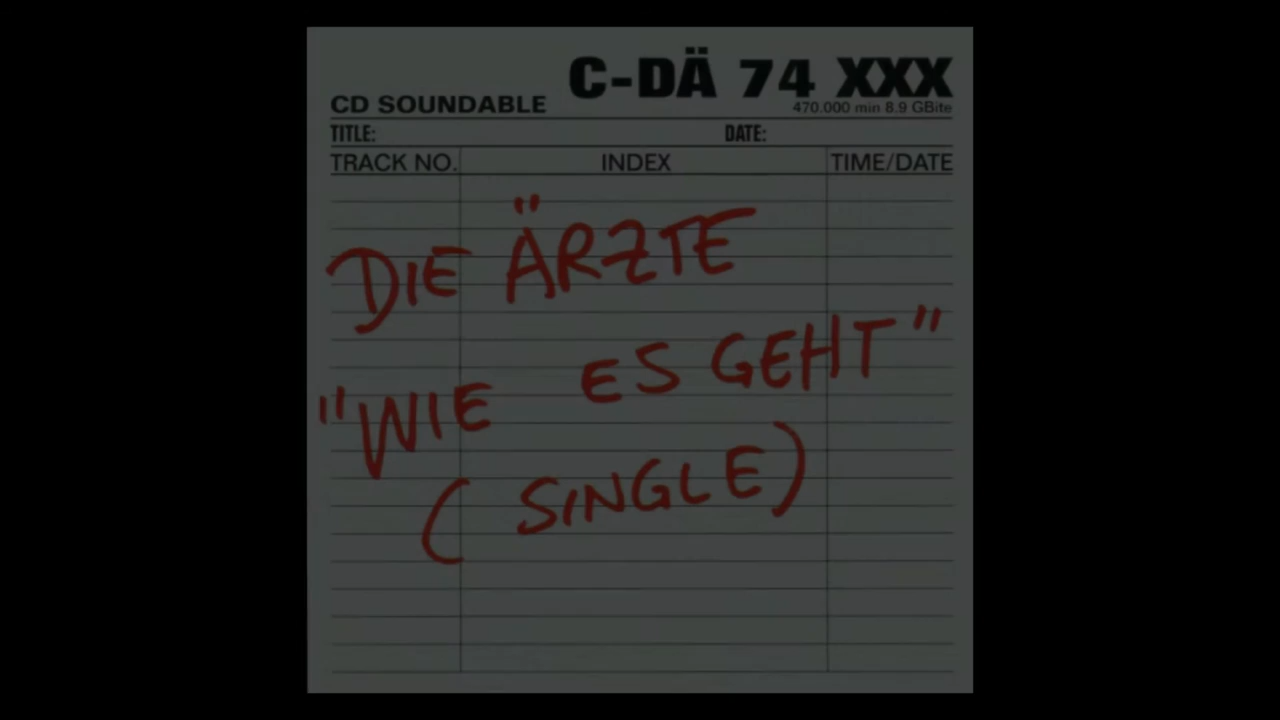 C-DÄ 74 XXX
CD SOUNDABLE
470.000 min 8.9 GBite
TITLE: DATE:
TRACK NO. INDEX TIME/DATE
DIE ÄRZTE
"WIE ES GEHT"
(SINGLE)